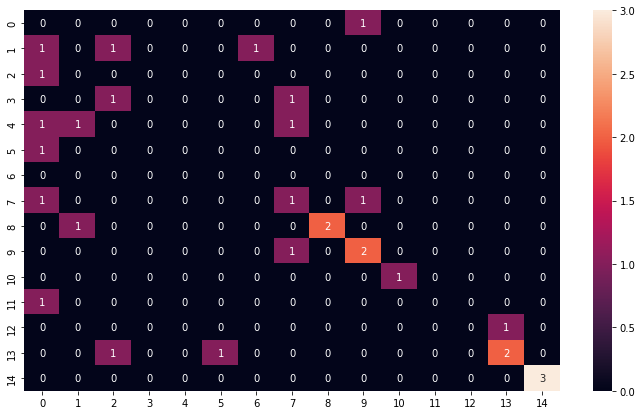 0 0 0 0 0 0 0 0 0 0 1 0 0 0 0 0
1 1 0 1 0 0 0 1 0 0 0 0 0 0 0 0
2 1 0 0 0 0 0 0 0 0 0 0 0 0 0 0
3 0 0 1 0 0 0 0 1 0 0 0 0 0 0 0
4 1 1 0 0 0 0 0 1 0 0 0 0 0 0 0
5 1 0 0 0 0 0 0 0 0 0 0 0 0 0 0
6 0 0 0 0 0 0 0 0 0 0 0 0 0 0 0
7 1 0 0 0 0 0 0 1 0 1 0 0 0 0 0
8 0 1 0 0 0 0 0 0 2 0 0 0 0 0 0
9 0 0 0 0 0 0 0 1 0 2 0 0 0 0 0
10 0 0 0 0 0 0 0 0 0 0 1 0 0 0 0
11 1 0 0 0 0 0 0 0 0 0 0 0 0 0 0
12 0 0 0 0 0 0 0 0 0 0 0 0 0 1 0
13 0 0 1 0 0 1 0 0 0 0 0 0 0 2 0
14 0 0 0 0 0 0 0 0 0 0 0 0 0 0 3
0 1 2 3 4 5 6 7 8 9 10 11 12 13 14
3.0
2.5
2.0
1.5
1.0
0.5
0.0